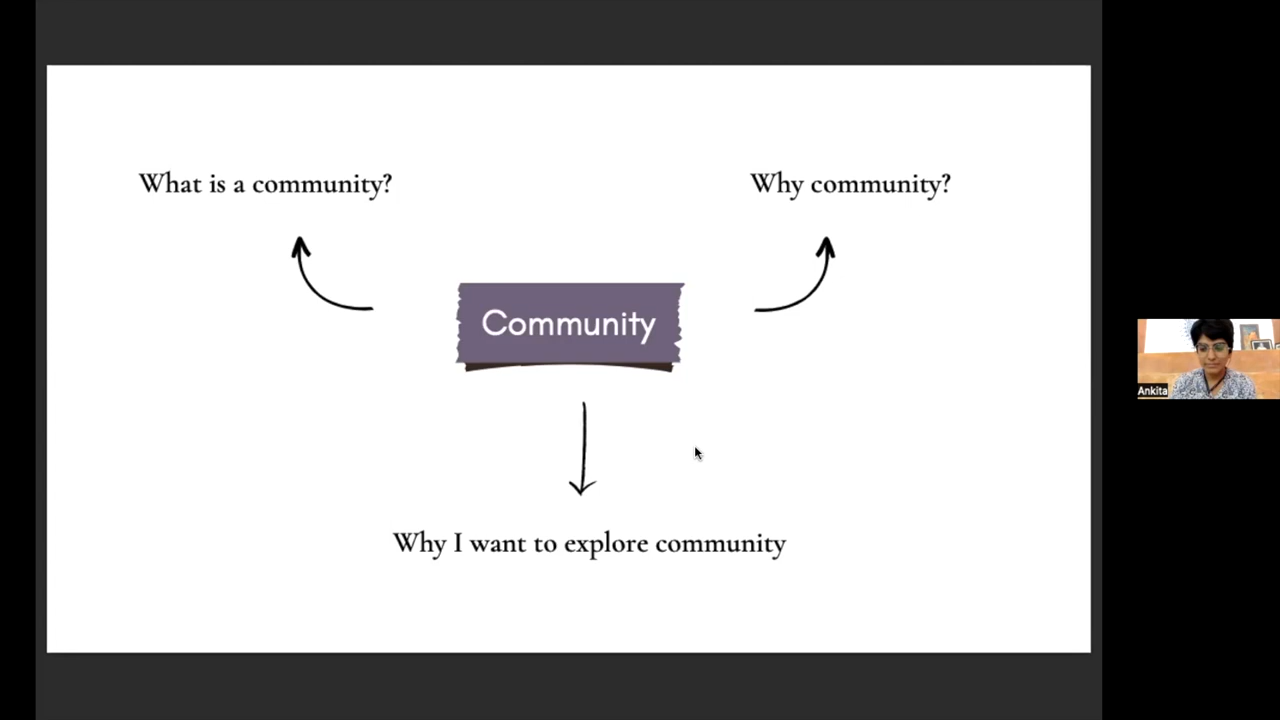 What is a community?
Why community?
Community
Why I want to explore community
Ankita